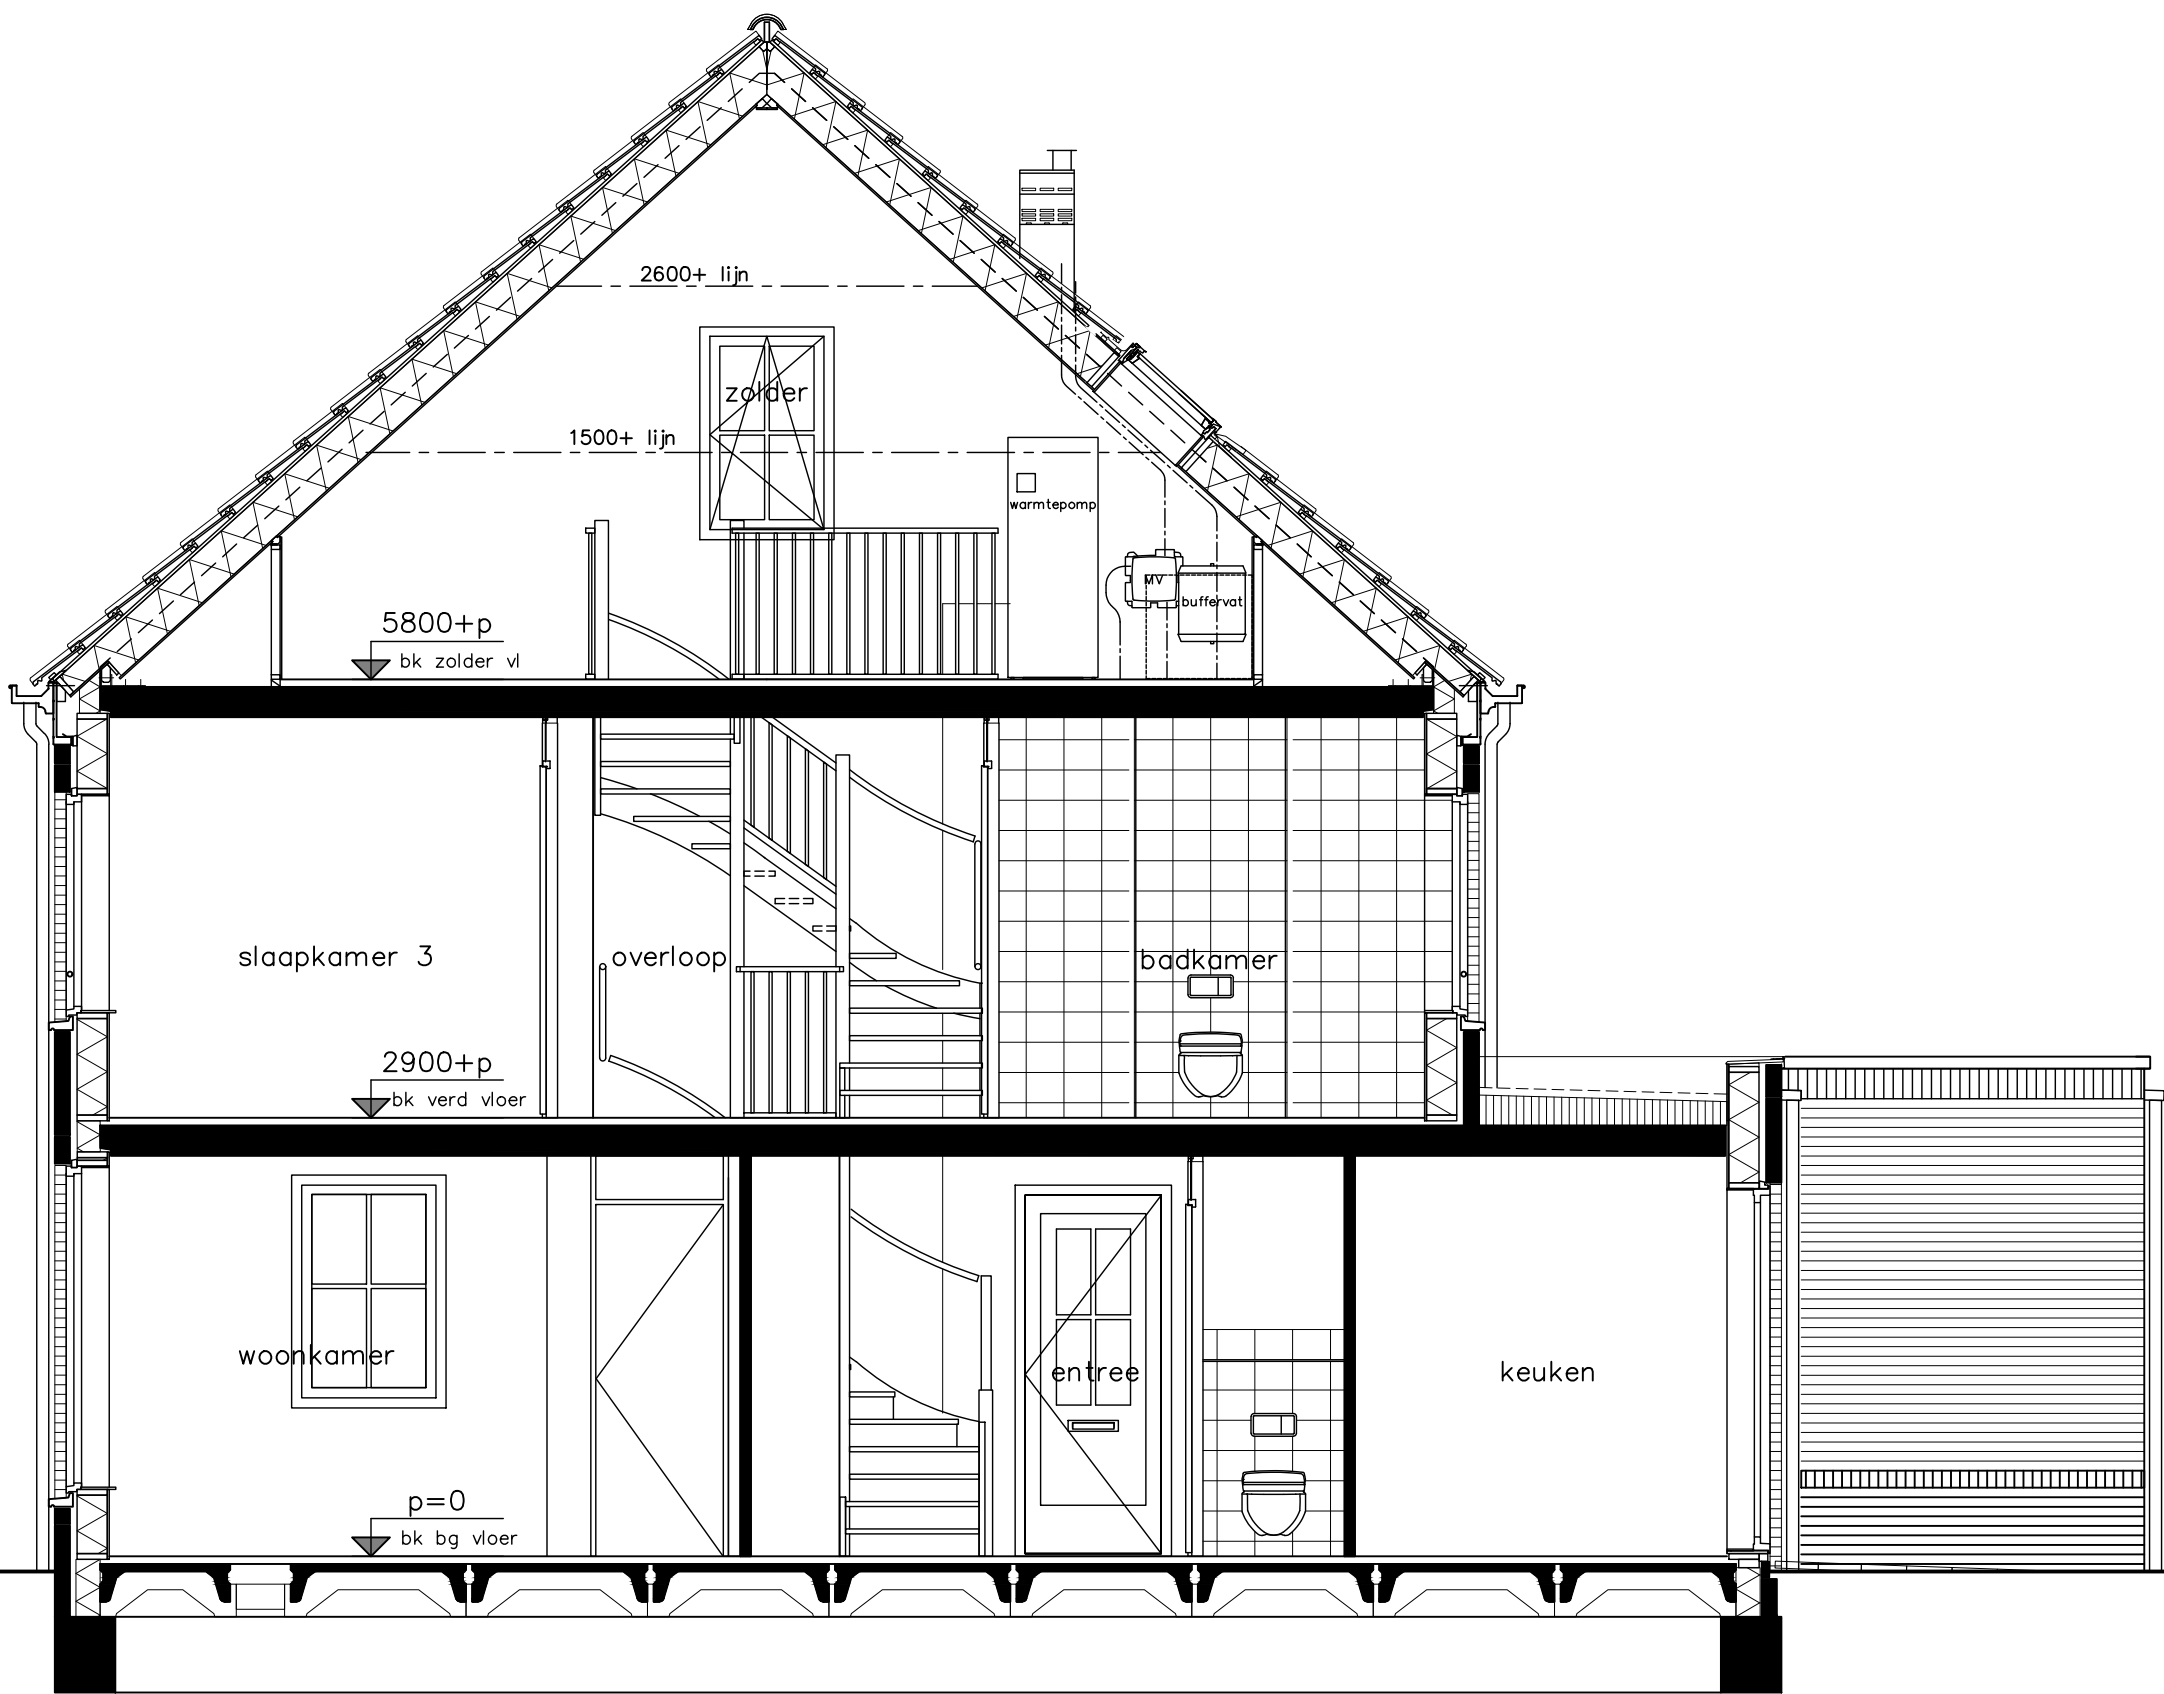 2600+ lijn
zolder
1500+ lijn
warmtepomp
MV
buffervat
5800+p
bk zolder vl
slaapkamer 3
overloop
badkamer
2900+p
bk verd vloer
woonkamer
entree
keuken
p=0
bk bg vloer